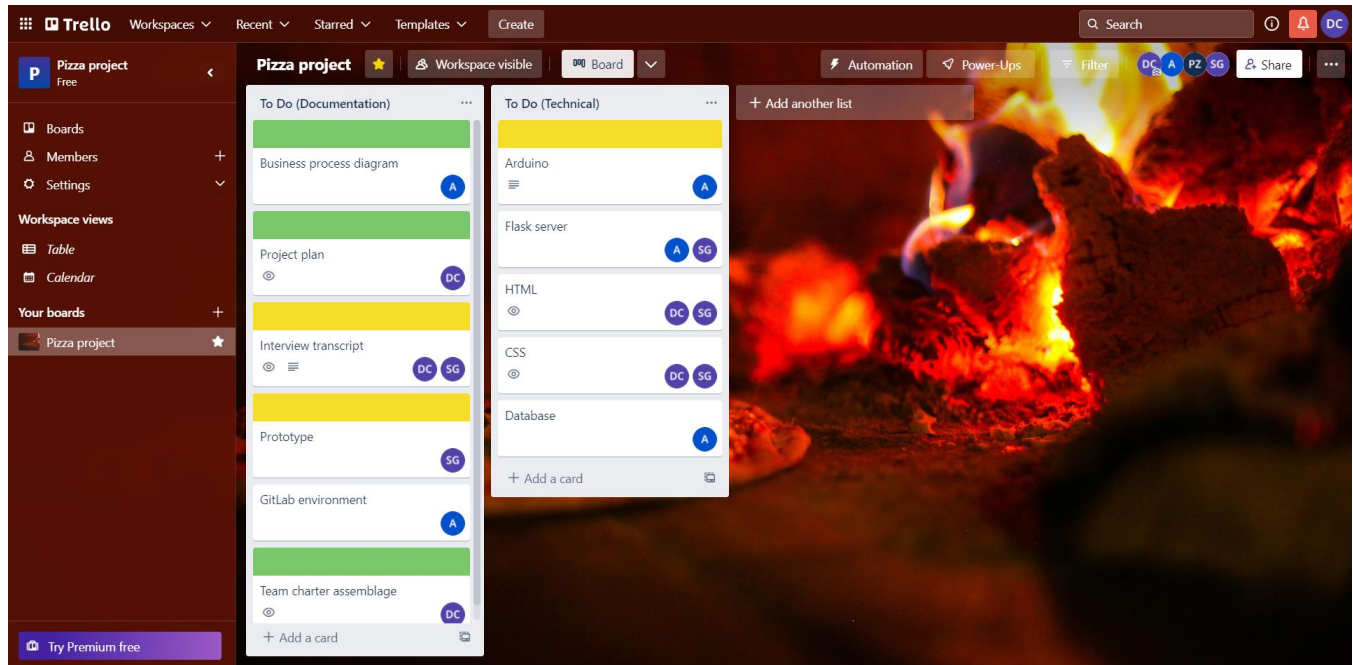 Trello Workspaces Recent Starred Templates Create Search DC
P Pizza project
Free
Boards
Members
Settings
Workspace views
Table
Calendar
Your boards
Pizza project
Try Premium free
Pizza project Workspace visible Board Automation Power-Ups Filter DC A PZ SG Share
To Do (Documentation)
Business process diagram
A
Project plan
DC
Interview transcript
DC SG
Prototype
SG
GitLab environment
A
Team charter assemblage
DC
+ Add a card
To Do (Technical)
Arduino
A
Flask server
A SG
HTML
DC SG
CSS
DC SG
Database
A
+ Add a card
+ Add another list